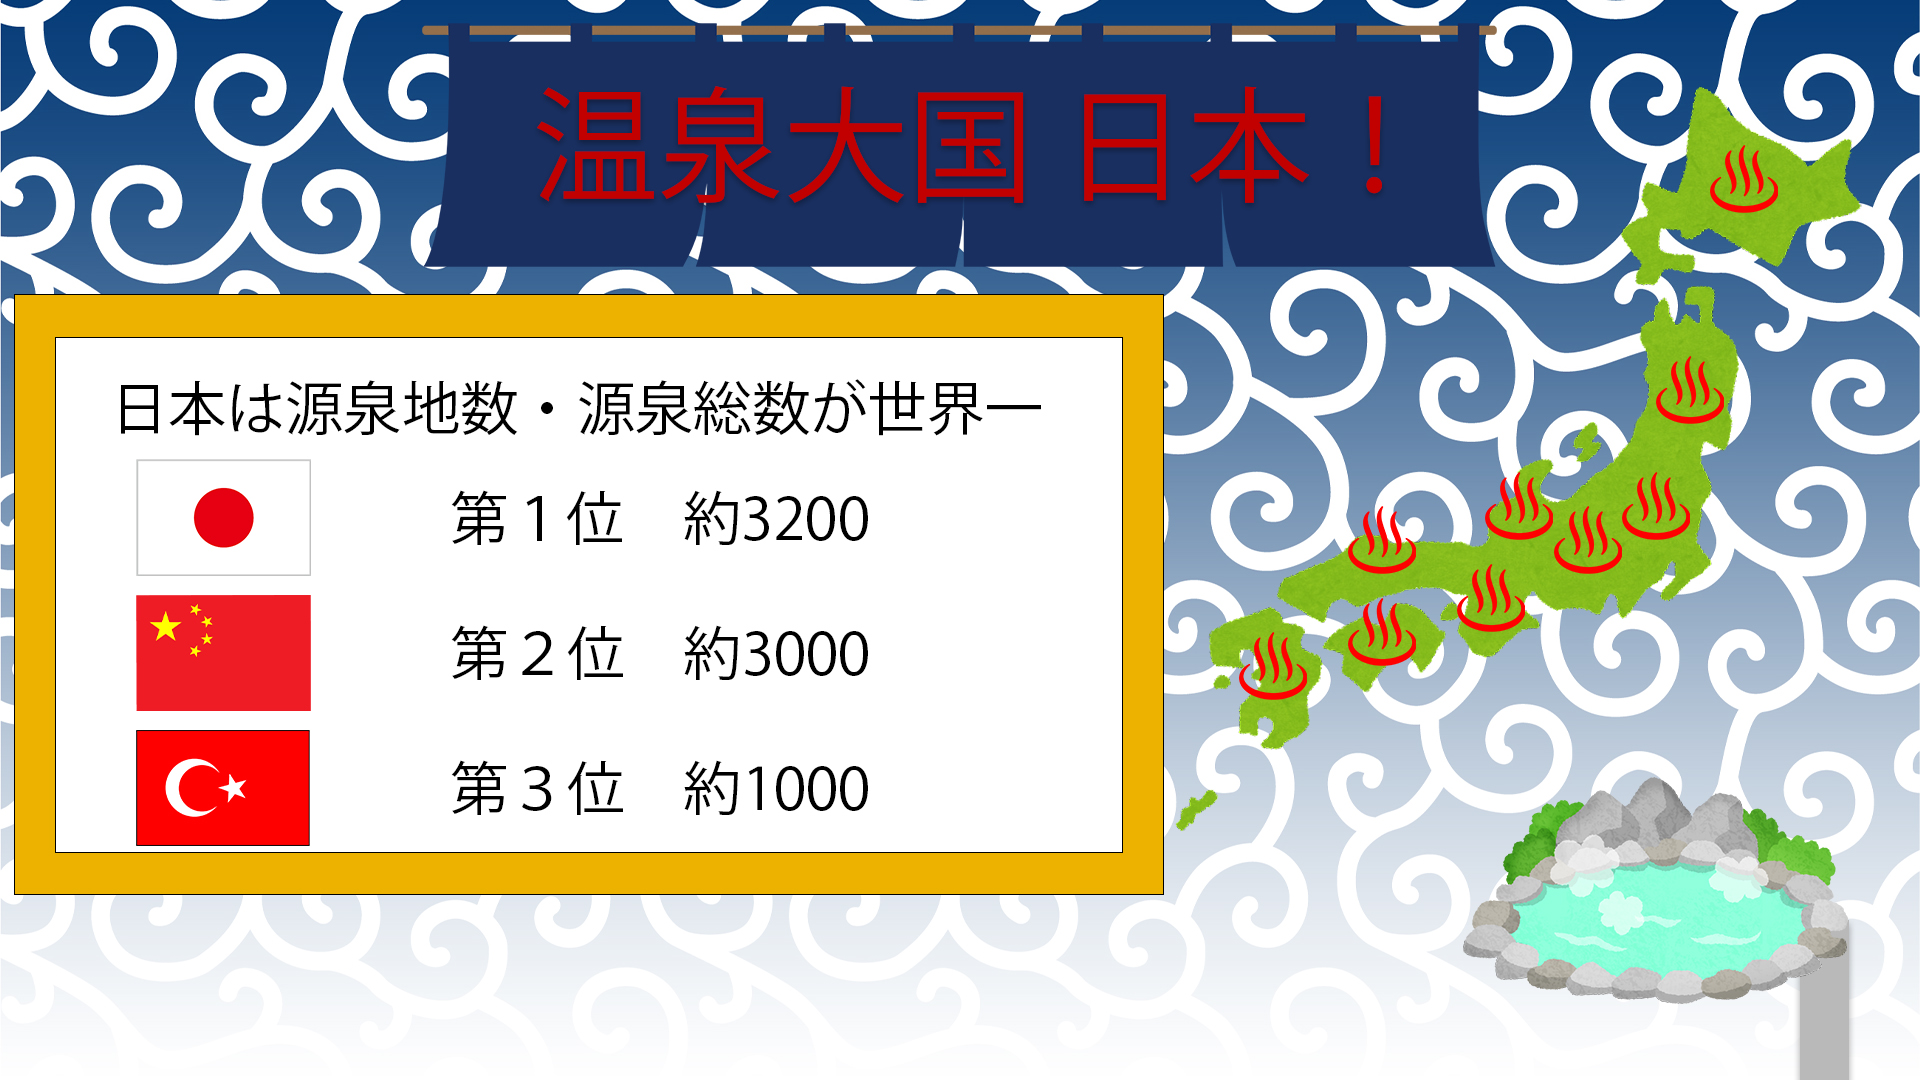 温泉大国 日本！
日本は源泉地数・源泉総数が世界一
第１位　約3200
第２位　約3000
第３位　約1000